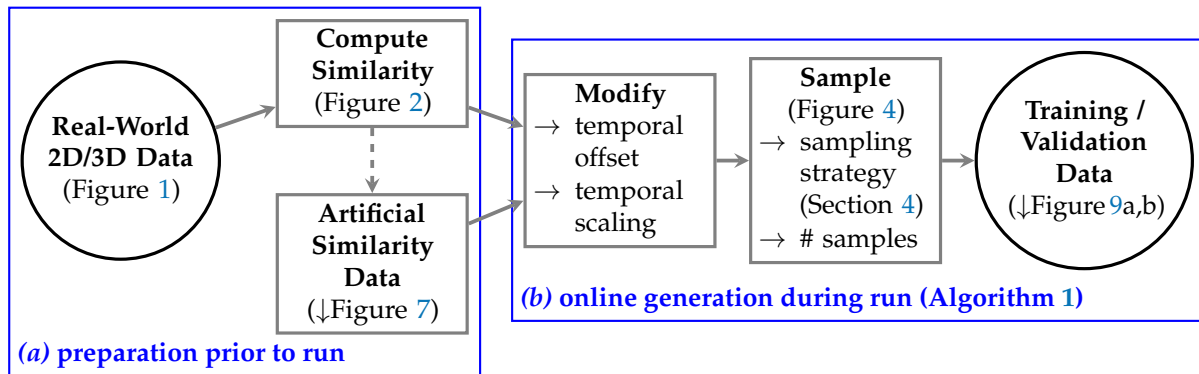 Real-World
2D/3D Data
(Figure 1)
Compute
Similarity
(Figure 2)
Artificial
Similarity
Data
(↓Figure 7)
(a) preparation prior to run
Modify
→ temporal
offset
→ temporal
scaling
Sample
(Figure 4)
→ sampling
strategy
(Section 4)
→ # samples
Training /
Validation
Data
(↓Figure 9a,b)
(b) online generation during run (Algorithm 1)